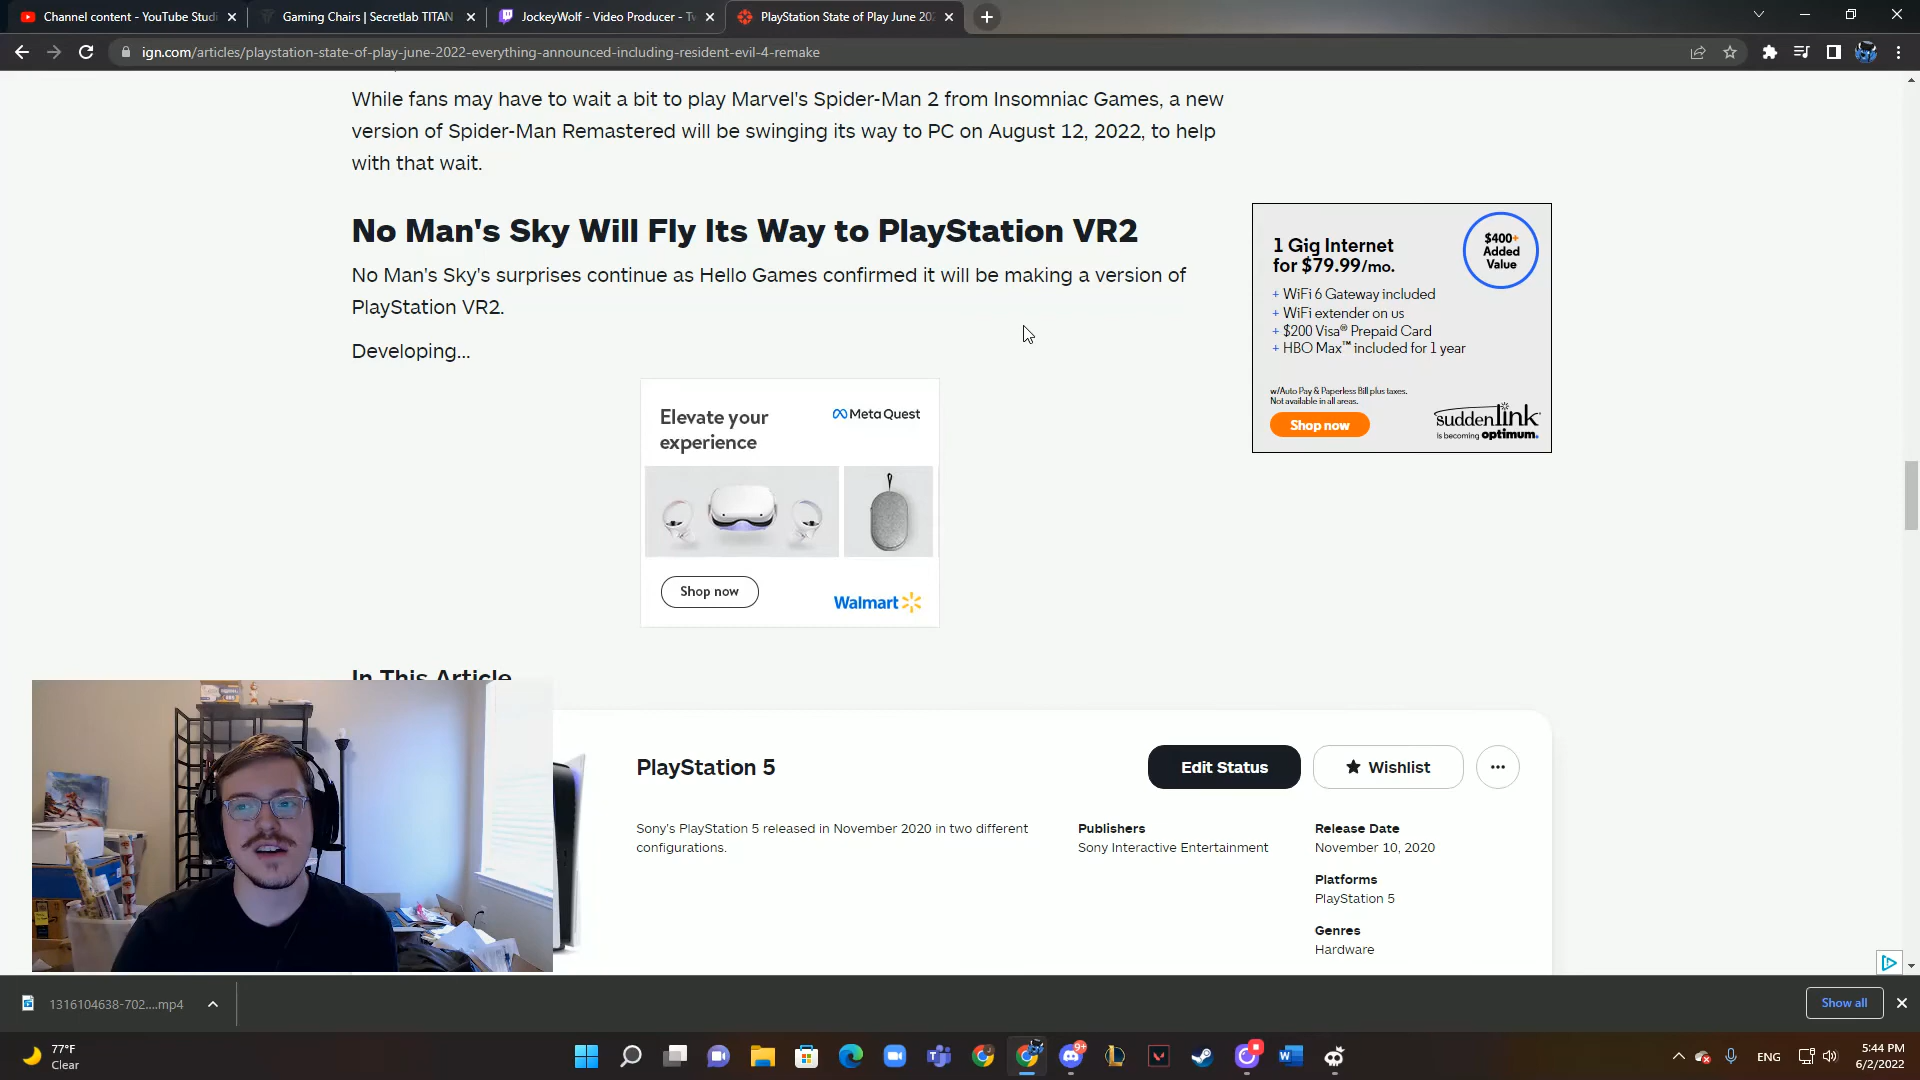 Channel content - YouTube Studi
Gaming Chairs | Secretlab TITAN
JockeyWolf - Video Producer - Tw
PlayStation State of Play June 202
ign.com/articles/playstation-state-of-play-june-2022-everything-announced-including-resident-evil-4-remake
While fans may have to wait a bit to play Marvel's Spider-Man 2 from Insomniac Games, a new
version of Spider-Man Remastered will be swinging its way to PC on August 12, 2022, to help
with that wait.
No Man's Sky Will Fly Its Way to PlayStation VR2
No Man's Sky's surprises continue as Hello Games confirmed it will be making a version of
PlayStation VR2.
Developing...
1 Gig Internet
for $79.99/mo.
$400+
Added
Value
+ WiFi 6 Gateway included
+ WiFi extender on us
+ $200 Visa® Prepaid Card
+ HBO Max™ included for 1 year
w/Auto Pay & Paperless Bill plus taxes.
Not available in all areas.
Shop now
suddenlink
is becoming optimum.
Elevate your
experience
Meta Quest
Shop now
Walmart
In This Article
PlayStation 5
Edit Status
Wishlist
Sony's PlayStation 5 released in November 2020 in two different
configurations.
Publishers
Sony Interactive Entertainment
Release Date
November 10, 2020
Platforms
PlayStation 5
Genres
Hardware
1316104638-702....mp4
Show all
77°F
Clear
9+
ENG
5:44 PM
6/2/2022